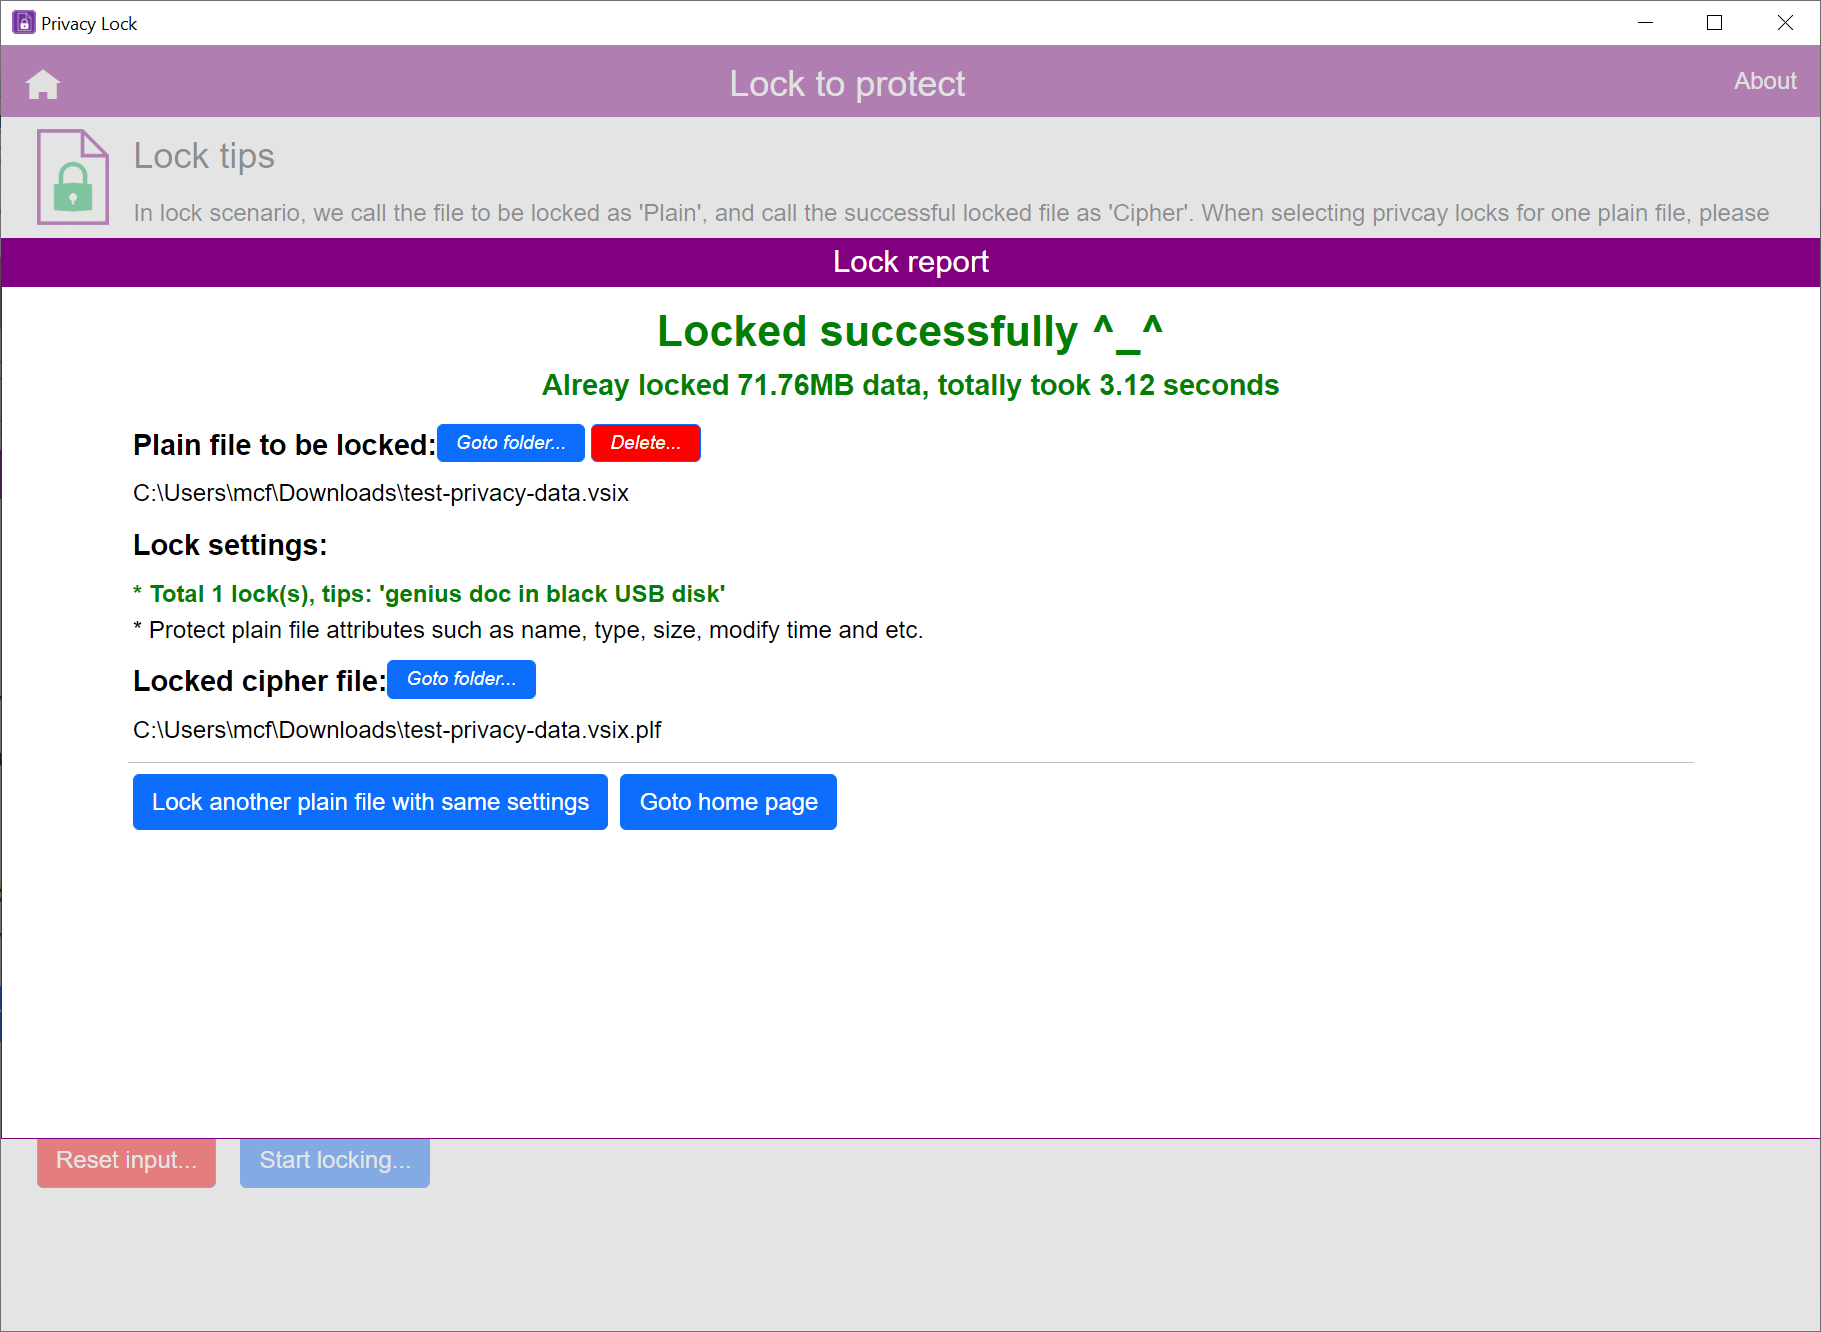 Privacy Lock
Lock to protect
About
Lock tips
In lock scenario, we call the file to be locked as 'Plain', and call the successful locked file as 'Cipher'. When selecting privcay locks for one plain file, please
Lock report
Locked successfully ^_^
Alreay locked 71.76MB data, totally took 3.12 seconds
Plain file to be locked: Goto folder... Delete...
C:\Users\mcf\Downloads\test-privacy-data.vsix
Lock settings:
* Total 1 lock(s), tips: 'genius doc in black USB disk'
* Protect plain file attributes such as name, type, size, modify time and etc.
Locked cipher file: Goto folder...
C:\Users\mcf\Downloads\test-privacy-data.vsix.plf
Lock another plain file with same settings Goto home page
Reset input... Start locking...